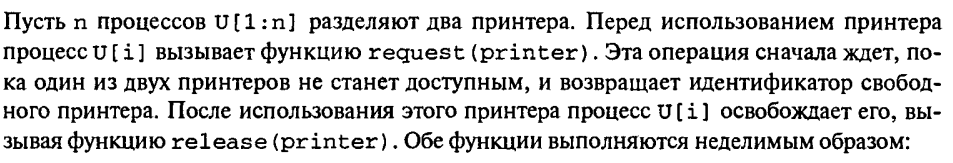 Пусть n процессов U[1:n] разделяют два принтера. Перед использованием принтера
процесс U[i] вызывает функцию request(printer). Эта операция сначала ждет, по-
ка один из двух принтеров не станет доступным, и возвращает идентификатор свобод-
ного принтера. После использования этого принтера процесс U[i] освобождает его, вы-
зывая функцию release(printer). Обе функции выполняются неделимым образом: